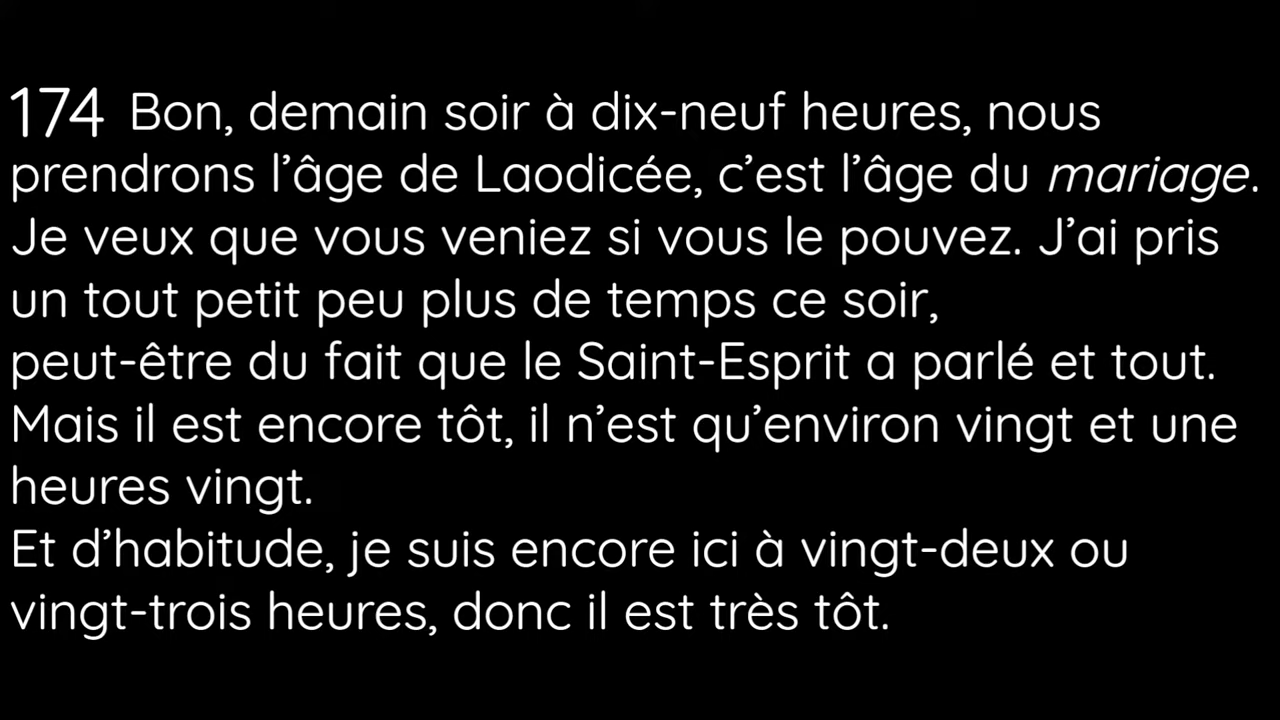 174 Bon, demain soir à dix-neuf heures, nous
prendrons l’âge de Laodicée, c’est l’âge du mariage.
Je veux que vous veniez si vous le pouvez. J’ai pris
un tout petit peu plus de temps ce soir,
peut-être du fait que le Saint-Esprit a parlé et tout.
Mais il est encore tôt, il n’est qu’environ vingt et une
heures vingt.
Et d’habitude, je suis encore ici à vingt-deux ou
vingt-trois heures, donc il est très tôt.